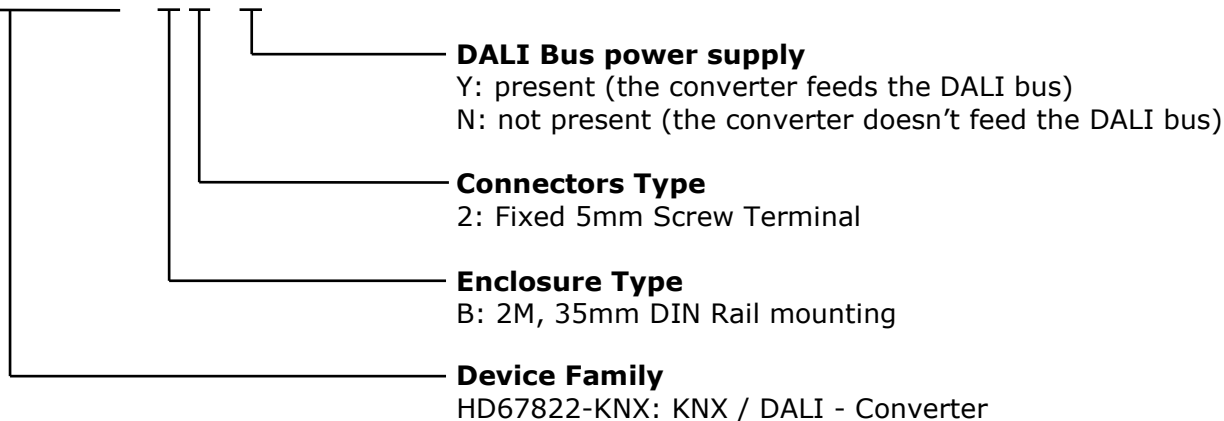 DALI Bus power supply
Y: present (the converter feeds the DALI bus)
N: not present (the converter doesn’t feed the DALI bus)
Connectors Type
2: Fixed 5mm Screw Terminal
Enclosure Type
B: 2M, 35mm DIN Rail mounting
Device Family
HD67822-KNX: KNX / DALI - Converter